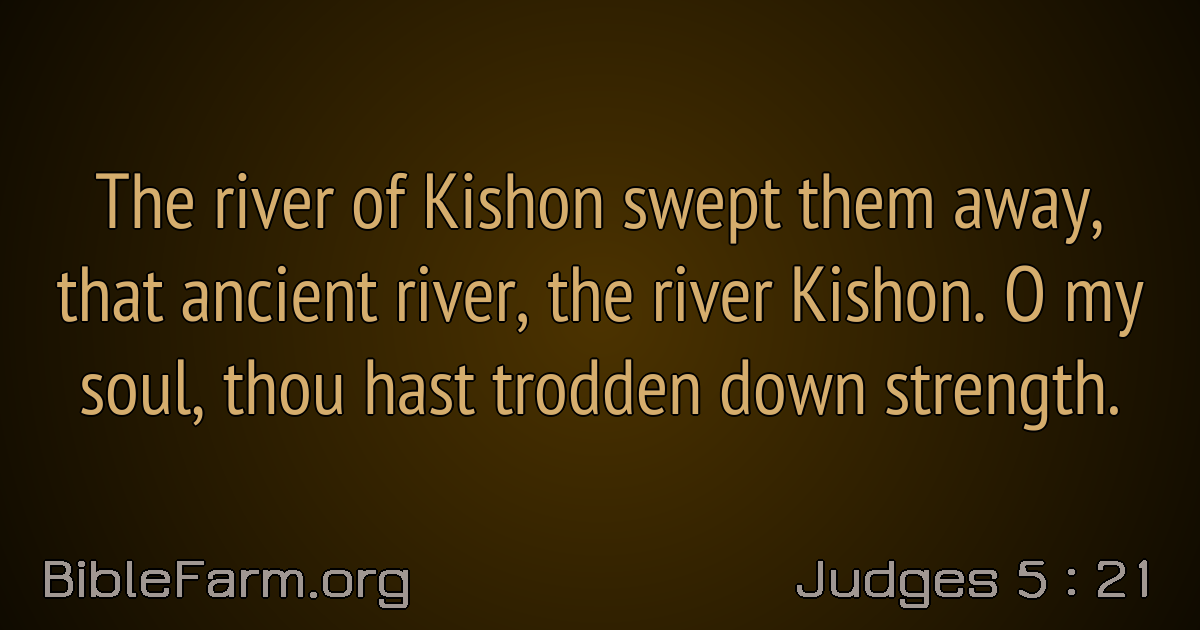 The river of Kishon swept them away,
that ancient river, the river Kishon. O my
soul, thou hast trodden down strength.
BibleFarm.org
Judges 5 : 21